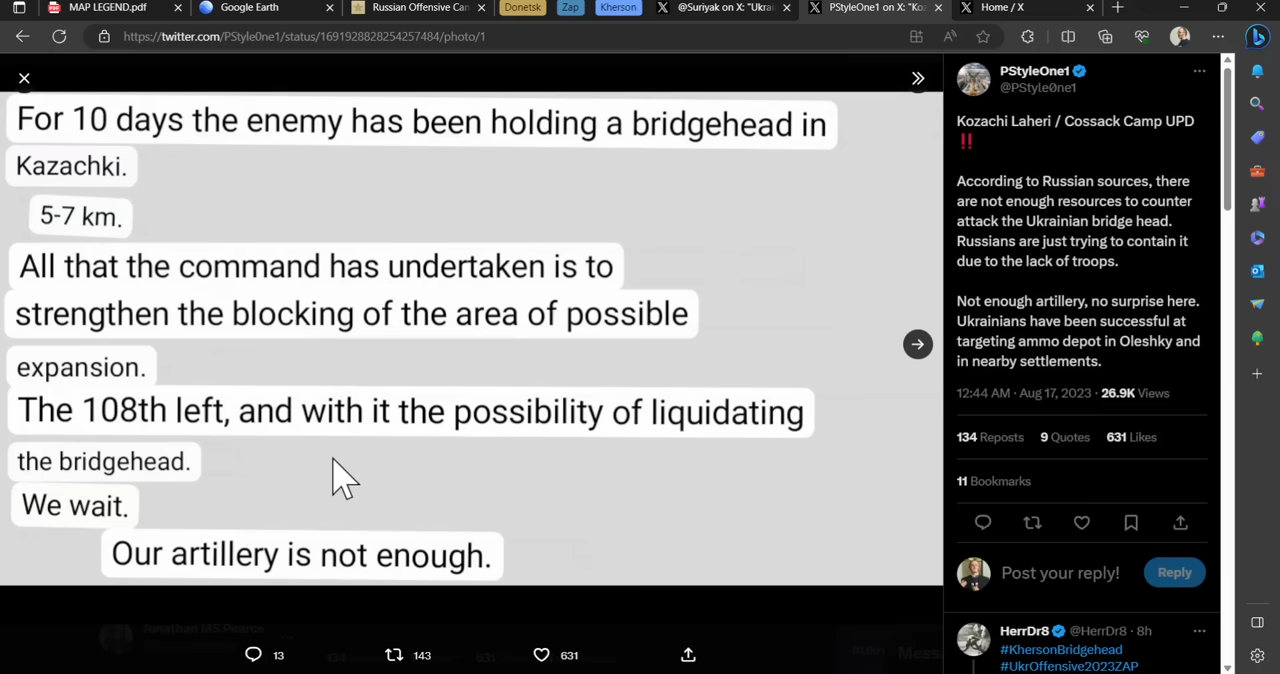 MAP LEGEND.pdf
Google Earth
Russian Offensive Can
Donetsk
Zap
Kherson
@Suriyak on X: "Ukrai
PStyleOne1 on X: "Koz
Home / X
https://twitter.com/PStyle0ne1/status/1691928828254257484/photo/1
For 10 days the enemy has been holding a bridgehead in
Kazachki.
5-7 km.
All that the command has undertaken is to
strengthen the blocking of the area of possible
expansion.
The 108th left, and with it the possibility of liquidating
the bridgehead.
We wait.
Our artillery is not enough.
13
143
631
PStyleOne1
@PStyle0ne1
Kozachi Laheri / Cossack Camp UPD
‼️
According to Russian sources, there
are not enough resources to counter
attack the Ukrainian bridge head.
Russians are just trying to contain it
due to the lack of troops.
Not enough artillery, no surprise here.
Ukrainians have been successful at
targeting ammo depot in Oleshky and
in nearby settlements.
12:44 AM · Aug 17, 2023 · 26.9K Views
134 Reposts 9 Quotes 631 Likes
11 Bookmarks
Post your reply!
Reply
HerrDr8 @HerrDr8 · 8h
#KhersonBridgehead
#UkrOffensive2023ZAP